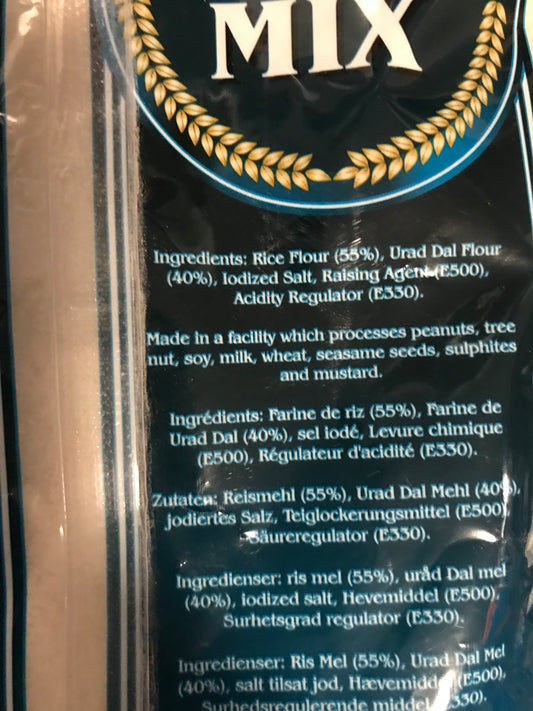 MIX
Ingredients: Rice Flour (55%), Urad Dal Flour
(40%), Iodized Salt, Raising Agent (E500),
Acidity Regulator (E330).
Made in a facility which processes peanuts, tree
nut, soy, milk, wheat, seasame seeds, sulphites
and mustard.
Ingrédients: Farine de riz (55%), Farine de
Urad Dal (40%), sel iodé, Levure chimique
(E500), Régulateur d'acidité (E330).
Zutaten: Reismehl (55%), Urad Dal Mehl (40%),
jodiertes Salz, Teiglockerungsmittel (E500)
Säureregulator (E330).
Ingredienser: ris mel (55%), uråd Dal mel
(40%), iodized salt, Hevemiddel (E500),
Surhetsgrad regulator (E330).
Ingredienser: Ris Mel (55%), Urad Dal Mel
(40%), salt tilsat jod, Hævemiddel (E500),
Surhedsregulerende middel (E330).